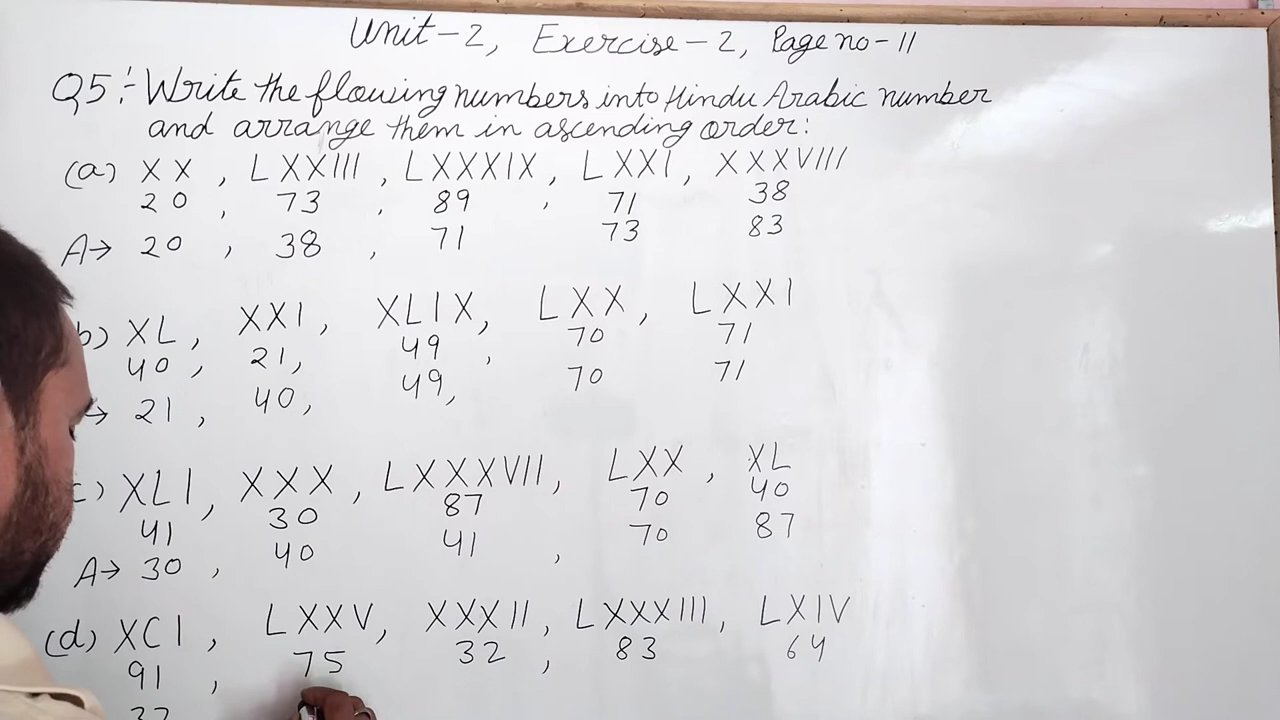 Unit-2, Exercise-2, Page no-11
Q5:- Write the flowsing numbers into Hindu Arabic number
and arrange them in ascending order:
(a) XX, LXXIII, LXXXIX, LXXI, XXXVIII
20, 73, 89, 71 38
A→ 20, 38, 71 73 83
b) XL, XXI, XLIX, LXX, LXXI
40, 21, 49, 70 71
→ 21, 40, 49, 70 71
c) XLI, XXX, LXXXVII, LXX, XL
41 30 87 70 40
A→ 30, 40 41, 70 87
(d) XCI, LXXV, XXXII, LXXXIII, LXIV
91, 75 32, 83 64
32